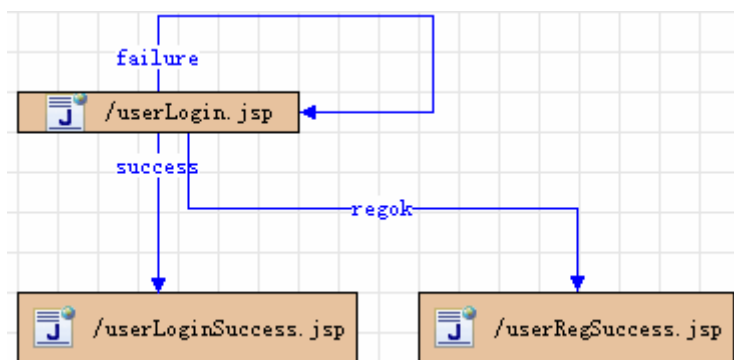 failure
/userLogin.jsp
success
regok
/userLoginSuccess.jsp
/userRegSuccess.jsp